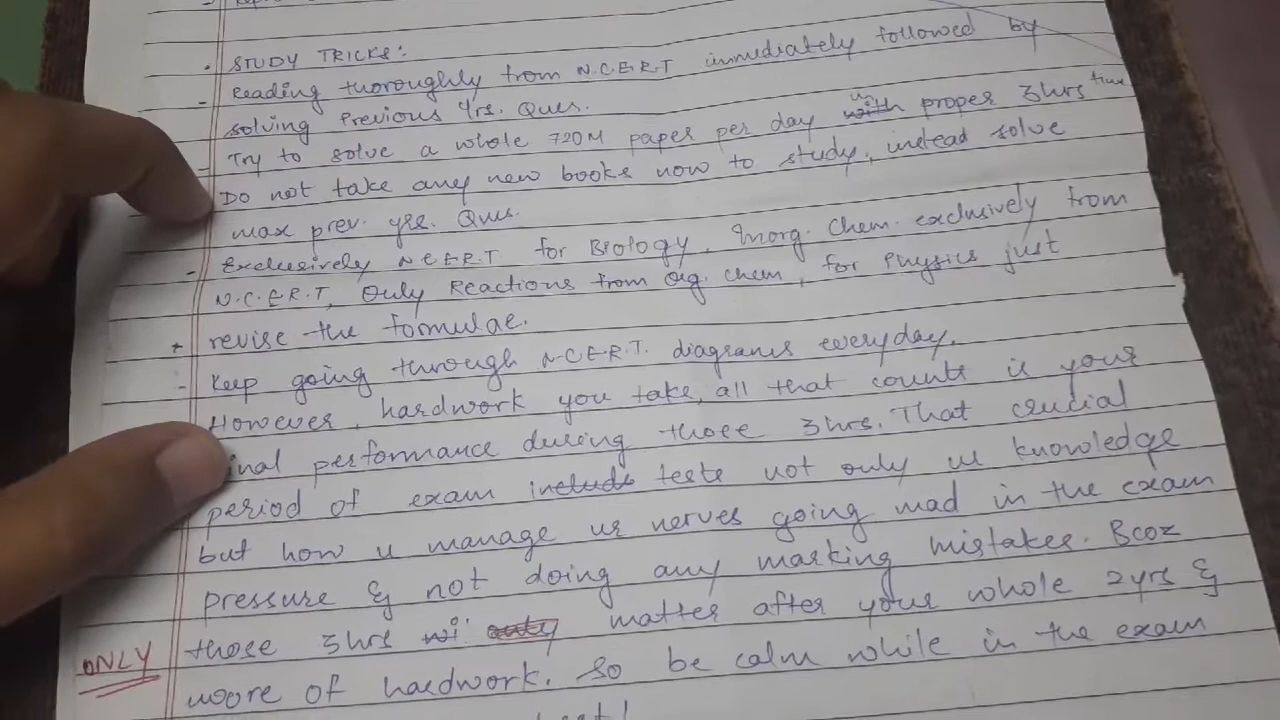 • STUDY TRICKS:
- Reading thoroughly from N.C.E.R.T immediately followed by
solving Previous Yrs. Ques.
- Try to solve a whole 720M paper per day in with proper 3hrs time
Do not take any new books now to study, instead solve
max prev. yrs. Ques.
- Exclusively N.C.E.R.T for Biology, Inorg. Chem. exclusively from
N.C.E.R.T, Only Reactions from Org. Chem, for Physics just
revise the formulae.
- Keep going through N.C.E.R.T. diagrams everyday.
However, hardwork you take, all that counts is your
final performance during those 3hrs. That crucial
period of exam include tests not only ur knowledge
but how u manage ur nerves going mad in the exam
pressure & not doing any marking mistakes. Bcoz
ONLY those 3hrs wi only matter after your whole 2yrs &
more of hardwork. So be calm while in the exam